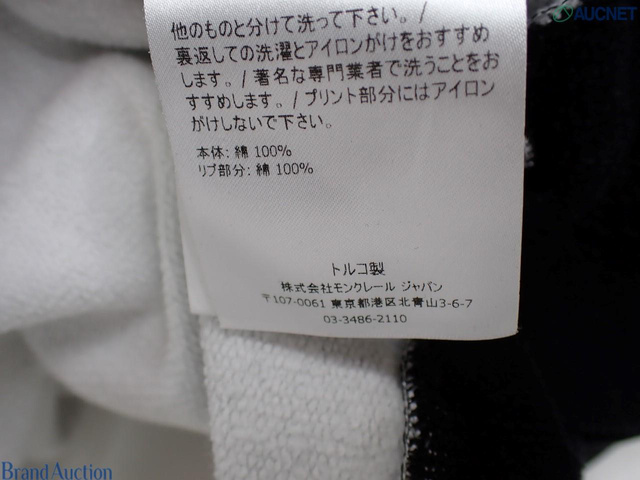 AUCNET
他のものと分けて洗って下さい。/
裏返しての洗濯とアイロンがけをおすすめ
します。/著名な専門業者で洗うことをお
すすめします。/プリント部分にはアイロン
がけしないで下さい。
本体: 綿 100%
リブ部分: 綿 100%
トルコ製
株式会社モンクレール ジャパン
〒107-0061 東京都港区北青山3-6-7
03-3486-2110
Brand Auction